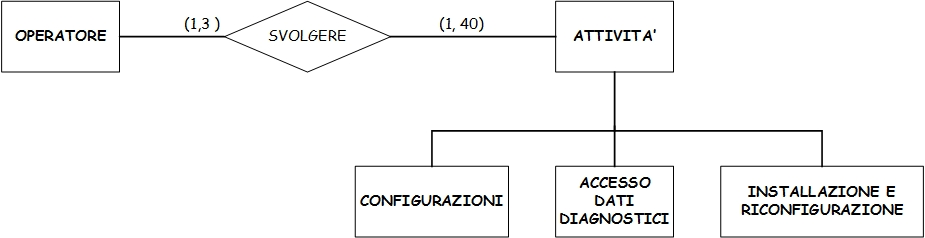 OPERATORE
(1,3 )
SVOLGERE
(1, 40)
ATTIVITA'
CONFIGURAZIONI
ACCESSO
DATI
DIAGNOSTICI
INSTALLAZIONE E
RICONFIGURAZIONE